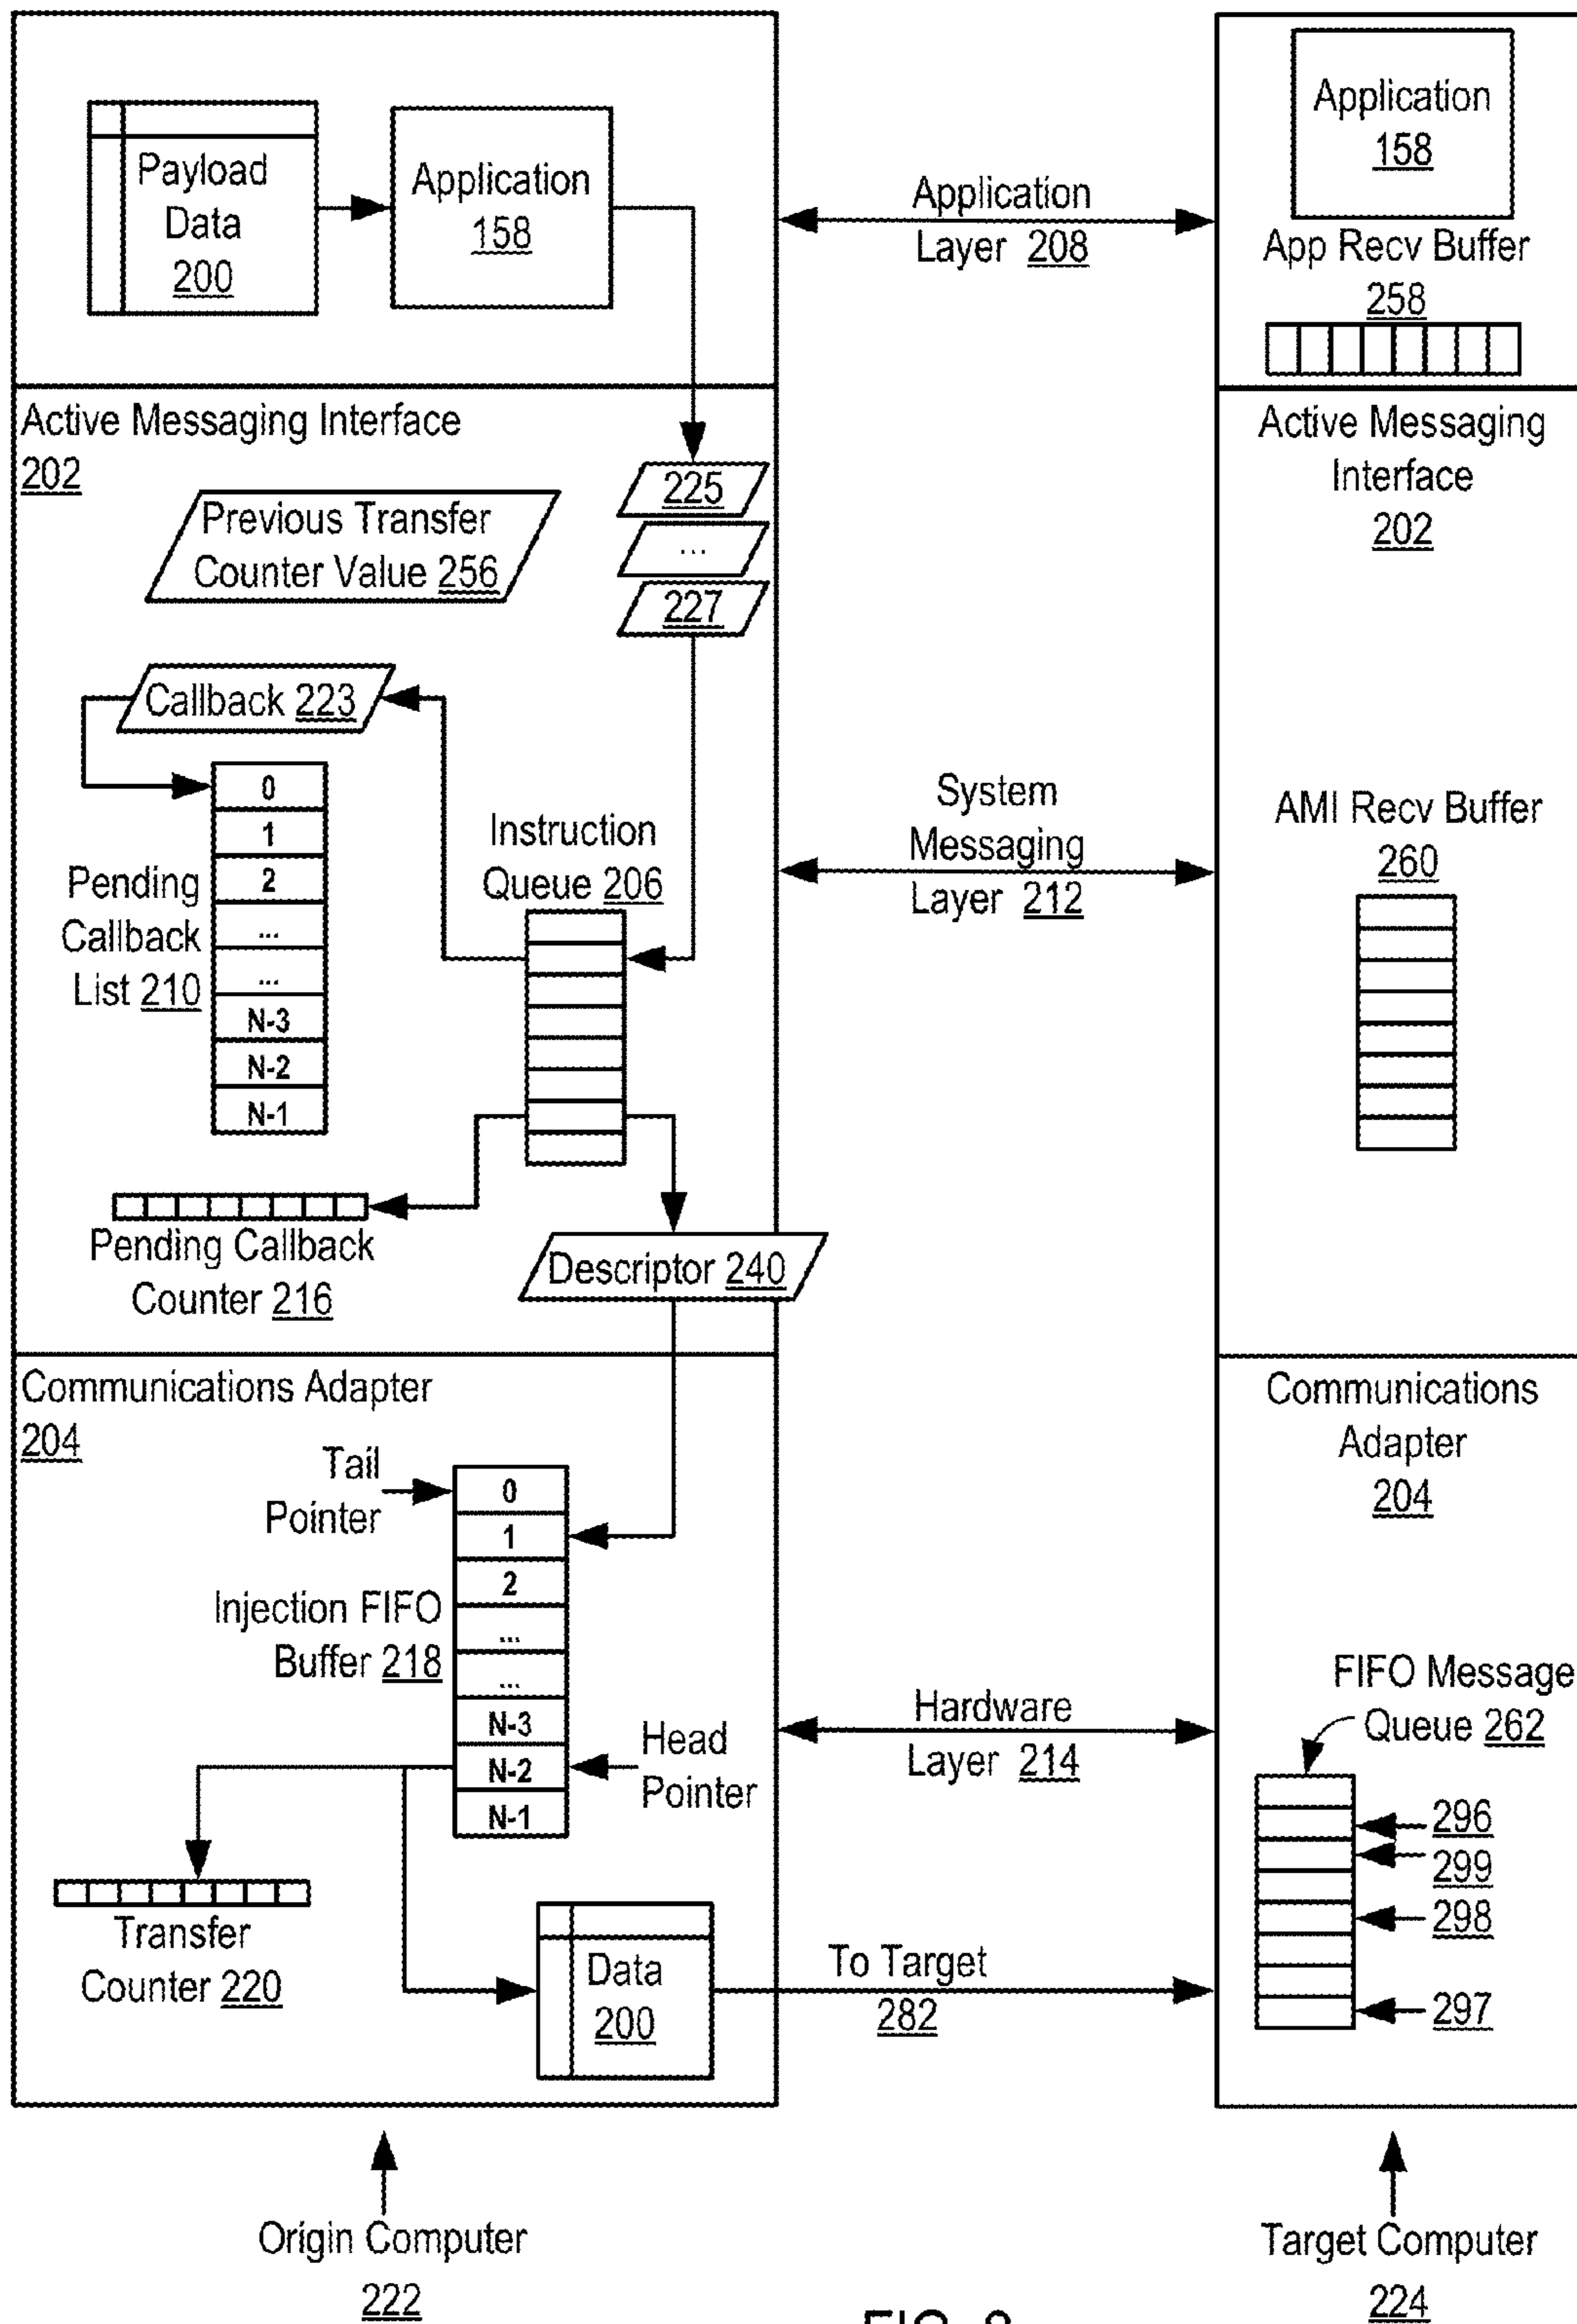 Payload
Data
200
Application
158
Application
Layer 208
Application
158
App Recv Buffer
258
Active Messaging Interface
202
225
...
227
Previous Transfer
Counter Value 256
Callback 223
0
1
2
...
...
N-3
N-2
N-1
Pending
Callback
List 210
Instruction
Queue 206
Pending Callback
Counter 216
Descriptor 240
System
Messaging
Layer 212
Active Messaging
Interface
202
AMI Recv Buffer
260
Communications Adapter
204
Tail
Pointer
0
1
2
...
...
N-3
N-2
N-1
Injection FIFO
Buffer 218
Head
Pointer
Transfer
Counter 220
Data
200
Hardware
Layer 214
To Target
282
Communications
Adapter
204
FIFO Message
Queue 262
296
299
298
297
Origin Computer
222
Target Computer
224